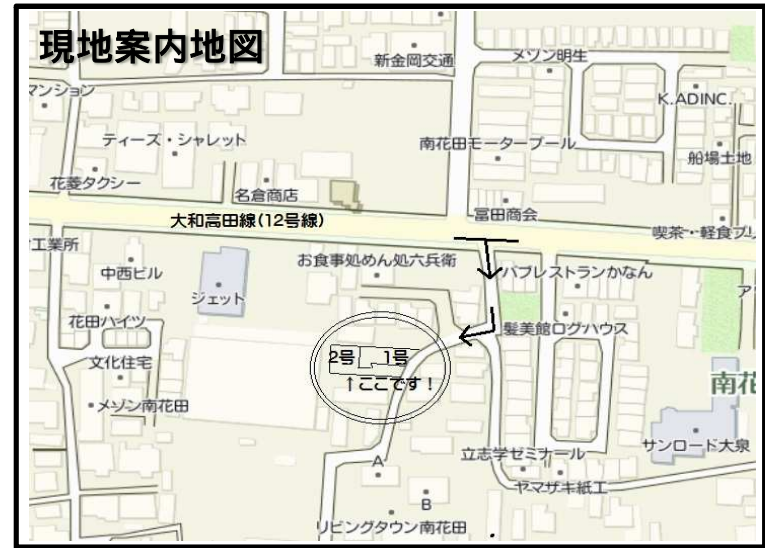 現地案内地図
新金岡交通
メゾン明生
マンション
K.ADINC.
ティーズ・シャレット
南花田モータープール
船場土地
花菱タクシー
名倉商店
冨田商会
大和高田線(12号線)
喫茶・軽食プリ
工業所
お食事処めん処六兵衛
中西ビル
パブレストランかなん
ア
ジェット
花田ハイツ
髪美館ログハウス
2号
1号
文化住宅
↑ここです！
南花
メゾン南花田
サンロード大泉
立志学ゼミナール
A
ヤマザキ紙工
B
リビングタウン南花田